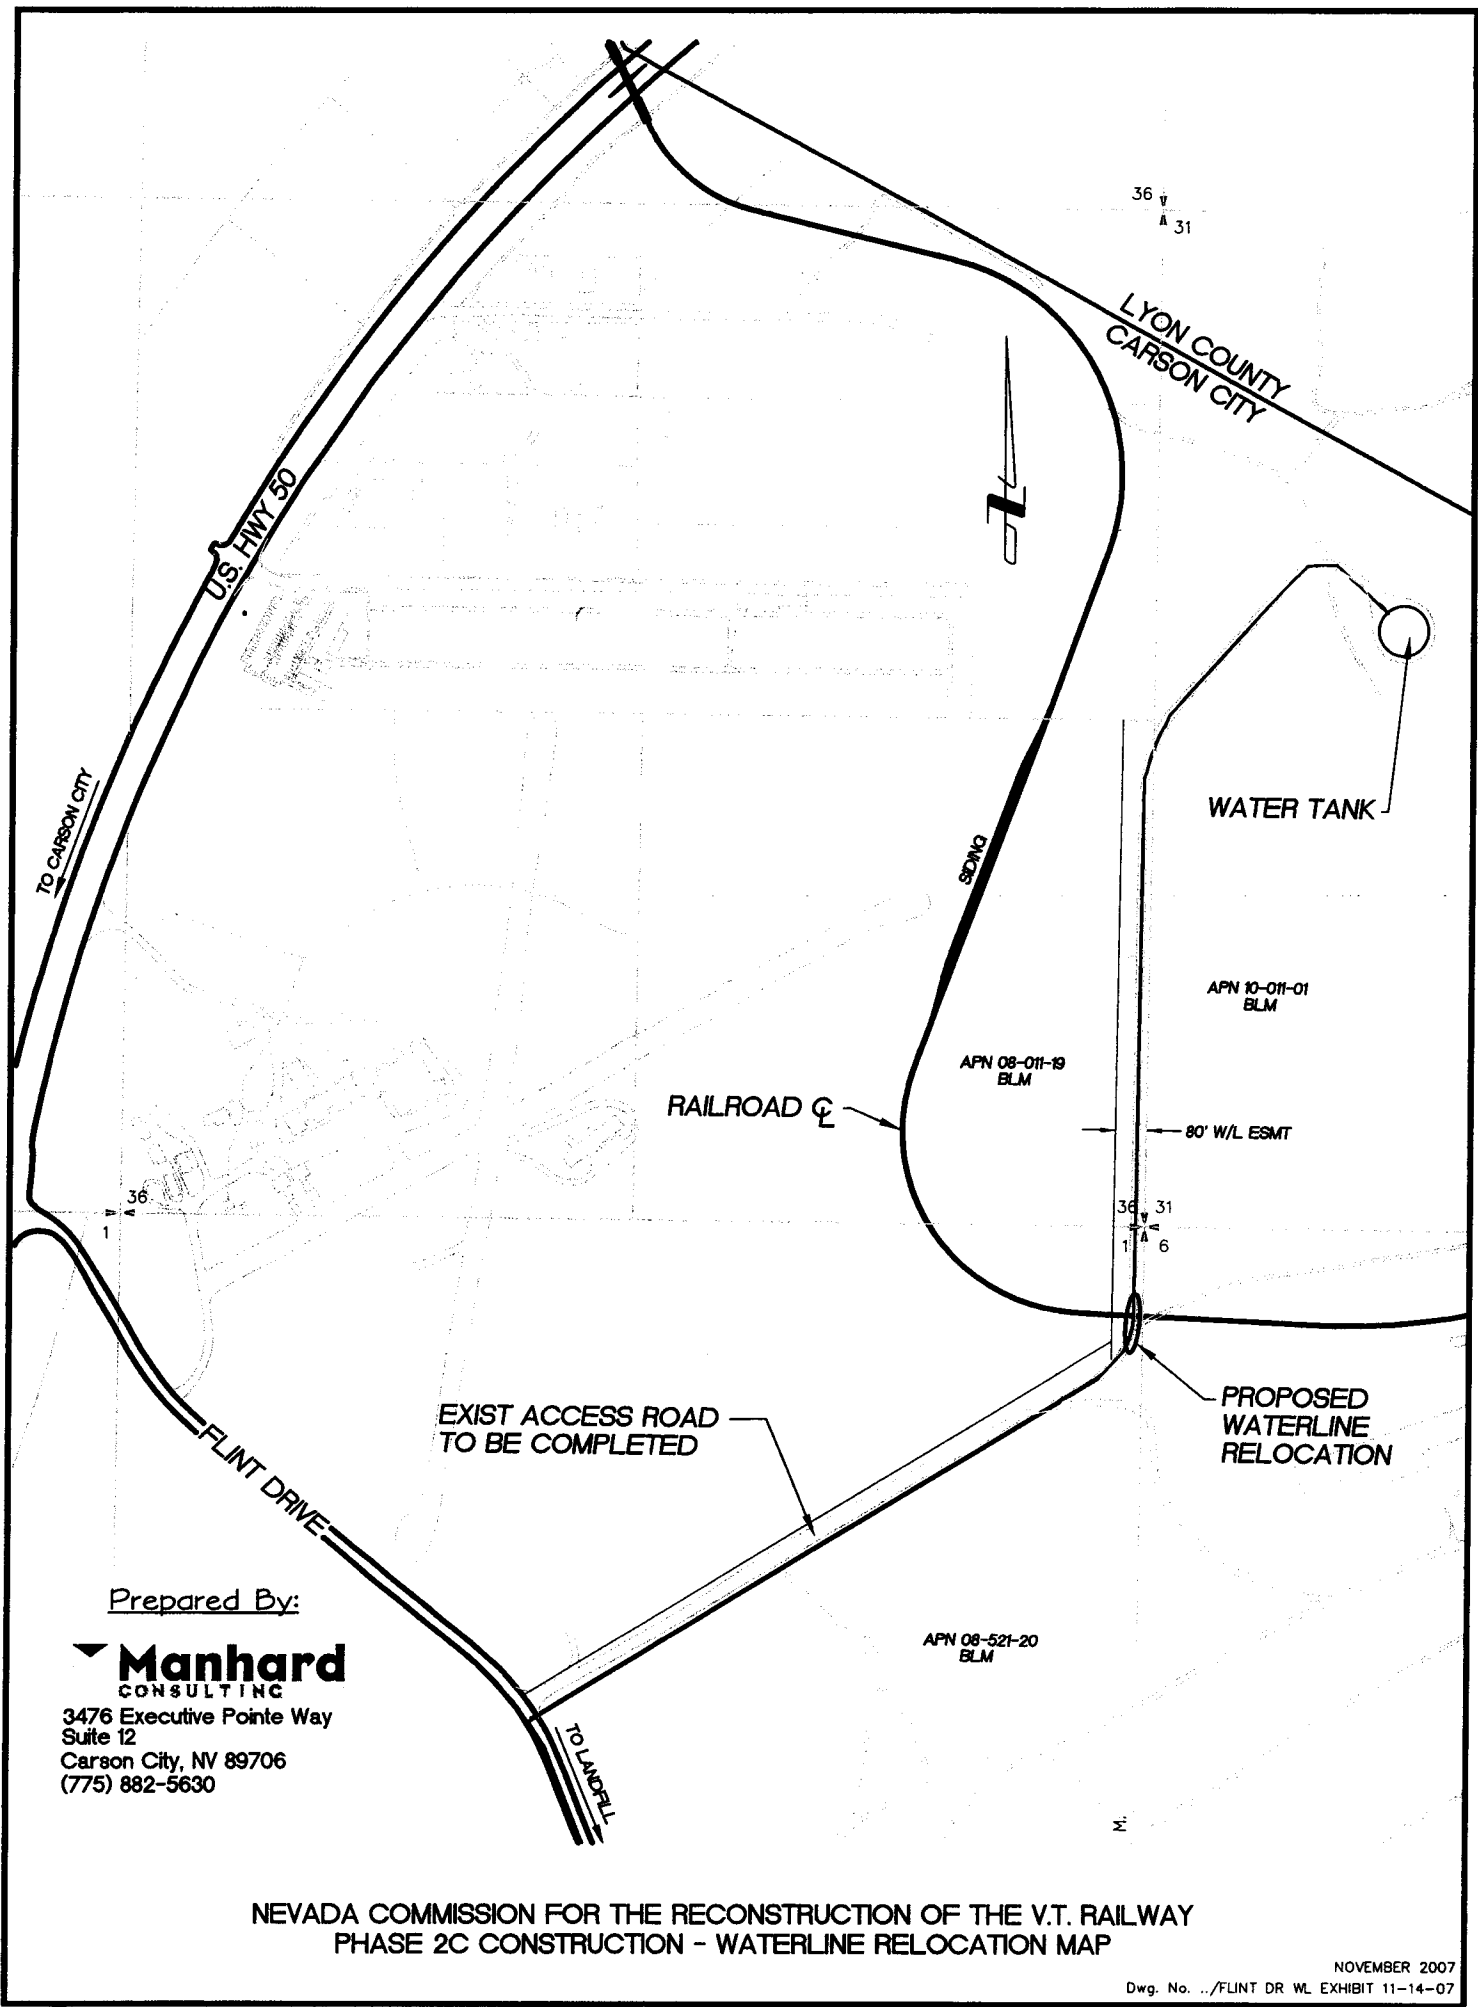 36
31
LYON COUNTY
CARSON CITY
U.S. HWY 50
TO CARSON CITY
WATER TANK
SIDING
APN 10-011-01
BLM
APN 08-011-19
BLM
RAILROAD ℄
80' W/L ESMT
36
1
36 31
1 6
PROPOSED
WATERLINE
RELOCATION
EXIST ACCESS ROAD
TO BE COMPLETED
FLINT DRIVE
APN 08-521-20
BLM
TO LANDFILL
Prepared By:
Manhard
CONSULTING
3476 Executive Pointe Way
Suite 12
Carson City, NV 89706
(775) 882-5630
M.
NEVADA COMMISSION FOR THE RECONSTRUCTION OF THE V.T. RAILWAY
PHASE 2C CONSTRUCTION - WATERLINE RELOCATION MAP
NOVEMBER 2007
Dwg. No. ../FLINT DR WL EXHIBIT 11-14-07